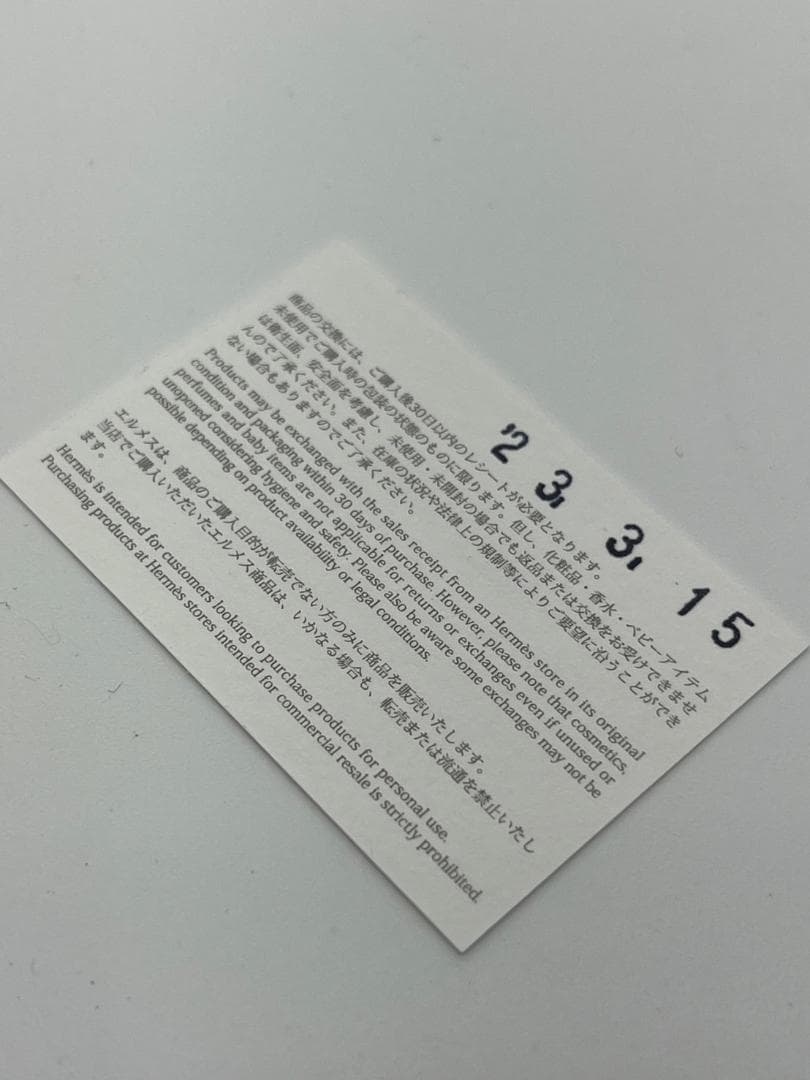 '23. 3. 15
商品の交換には、ご購入後30日以内のレシートが必要となります。
未使用でご購入時の包装の状態のものに限ります。但し、化粧品・香水・ベビーアイテム
は衛生面、安全面を考慮し、未使用・未開封の場合でも返品または交換をお受けできませ
んので了承ください。また、在庫の状況や法律上の規制等によりご要望に沿うことができ
ない場合もありますのでご了承ください。
Products may be exchanged with the sales receipt from an Hermès store in its original
condition and packaging within 30 days of purchase. However, please note that cosmetics,
perfumes and baby items are not applicable for returns or exchanges even if unused or
unopened considering hygiene and safety. Please also be aware some exchanges may not be
possible depending on product availability or legal conditions.
エルメスは、商品のご購入目的が転売でない方のみに商品を販売いたします。
当店でご購入いただいたエルメス商品は、いかなる場合も、転売または流通を禁止いたし
ます。
Hermès is intended for customers looking to purchase products for personal use.
Purchasing products at Hermès stores intended for commercial resale is strictly prohibited.